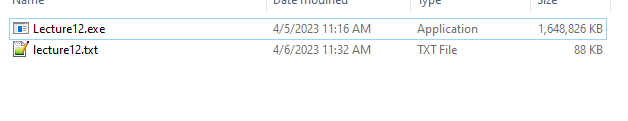 Date modified Type Size
Lecture12.exe 4/5/2023 11:16 AM Application 1,648,826 KB
lecture12.txt 4/6/2023 11:32 AM TXT File 88 KB